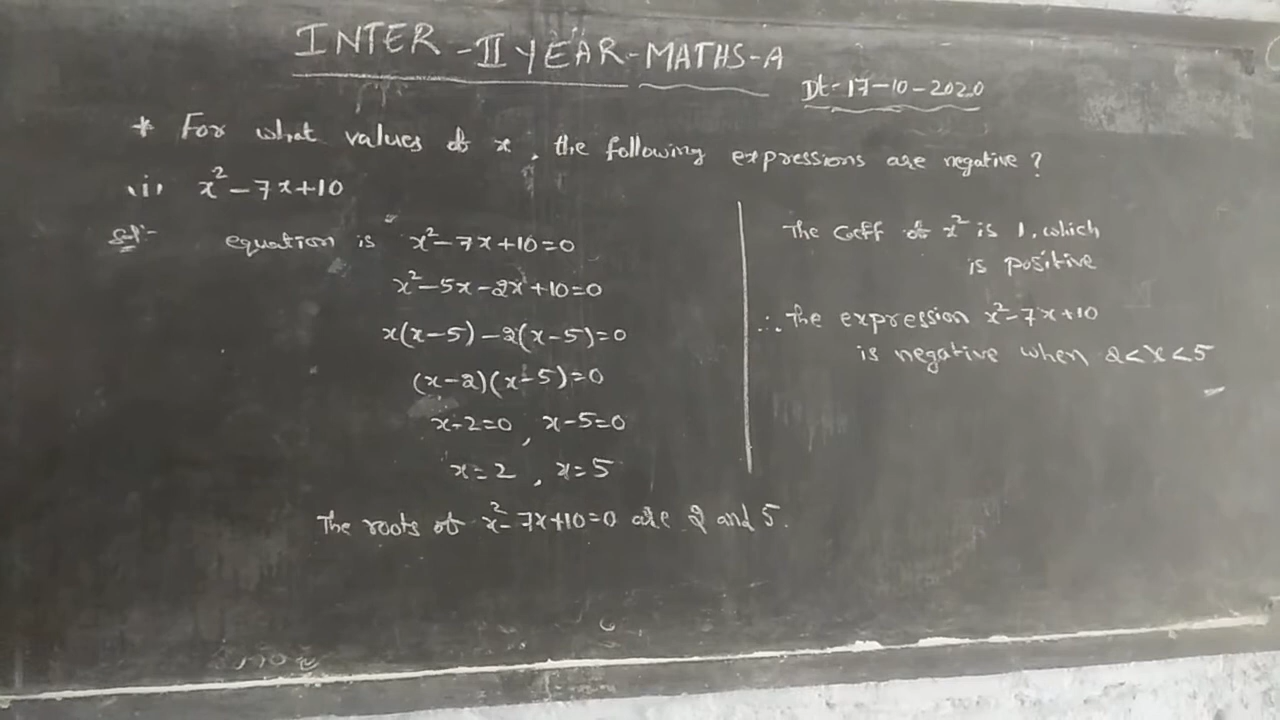 INTER - II YEAR - MATHS - A
Dt - 17-10-2020
* For what values of x, the following expressions are negative?
(i) x² - 7x + 10
Sol:- equation is x² - 7x + 10 = 0
x² - 5x - 2x + 10 = 0
x(x-5) - 2(x-5) = 0
(x-2)(x-5) = 0
x-2=0 , x-5=0
x=2 , x=5
The roots of x² - 7x + 10 = 0 are 2 and 5.
The Coeff of x² is 1, which
is positive
∴ The expression x² - 7x + 10
is negative when 2 < x < 5